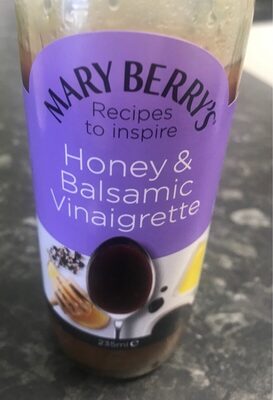 MARY BERRY'S
Recipes
to inspire
Honey &
Balsamic
Vinaigrette
235ml e